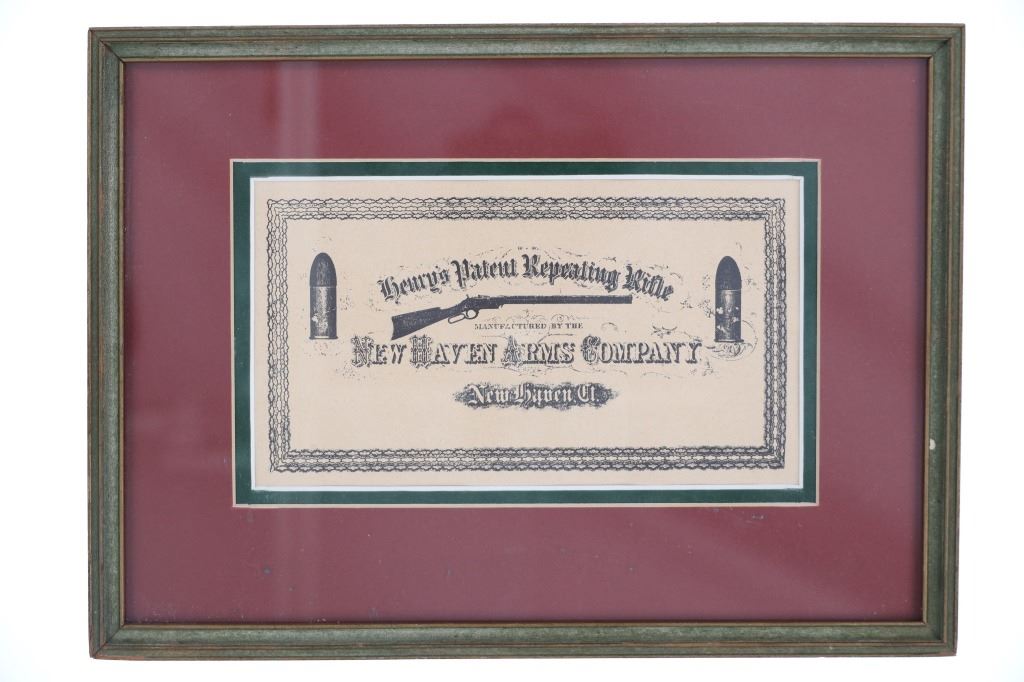 Henry's Patent Repeating Rifle
MANUFACTURED BY THE
NEW HAVEN ARMS COMPANY
New Haven Ct